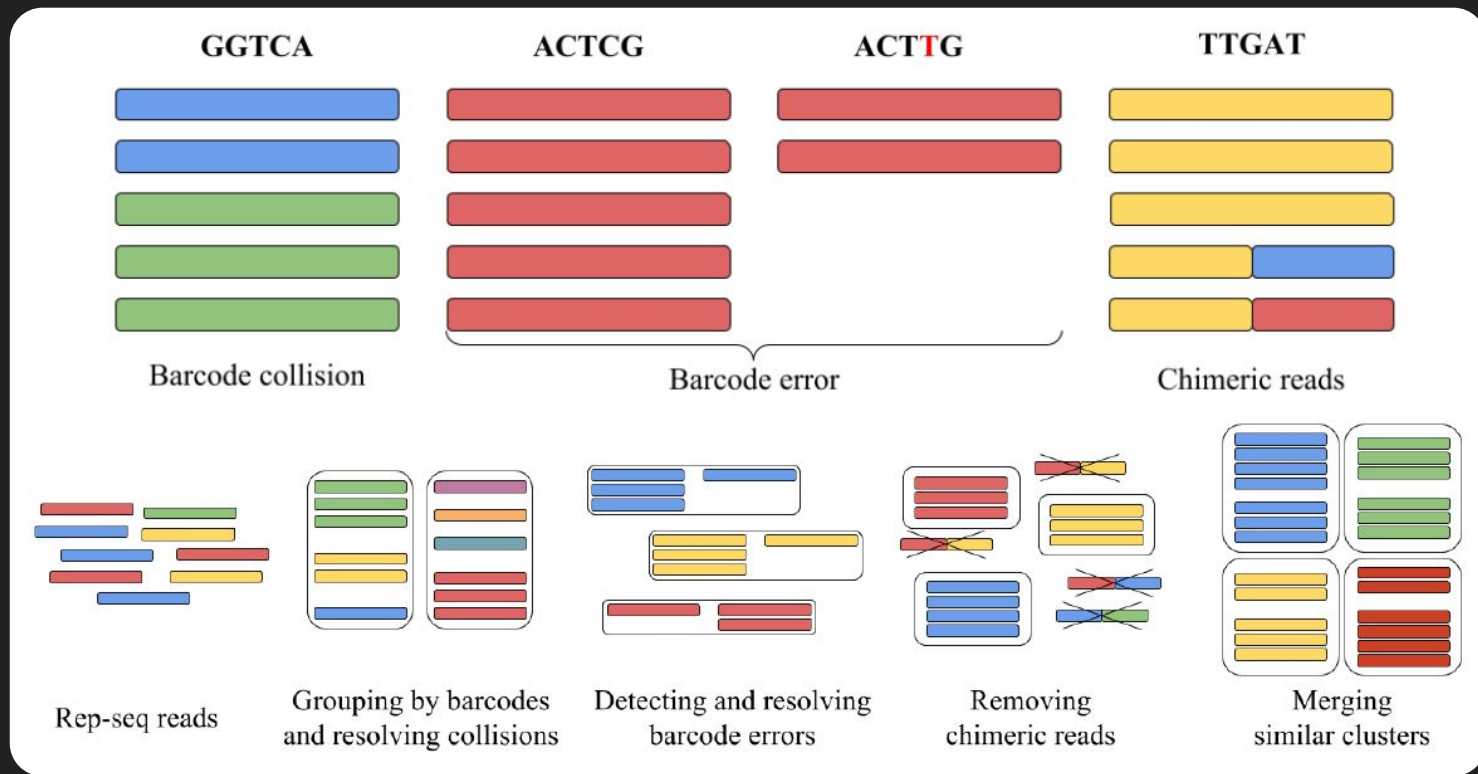 GGTCA
ACTCG
ACTTG
TTGAT
Barcode collision
Barcode error
Chimeric reads
Rep-seq reads
Grouping by barcodes
and resolving collisions
Detecting and resolving
barcode errors
Removing
chimeric reads
Merging
similar clusters